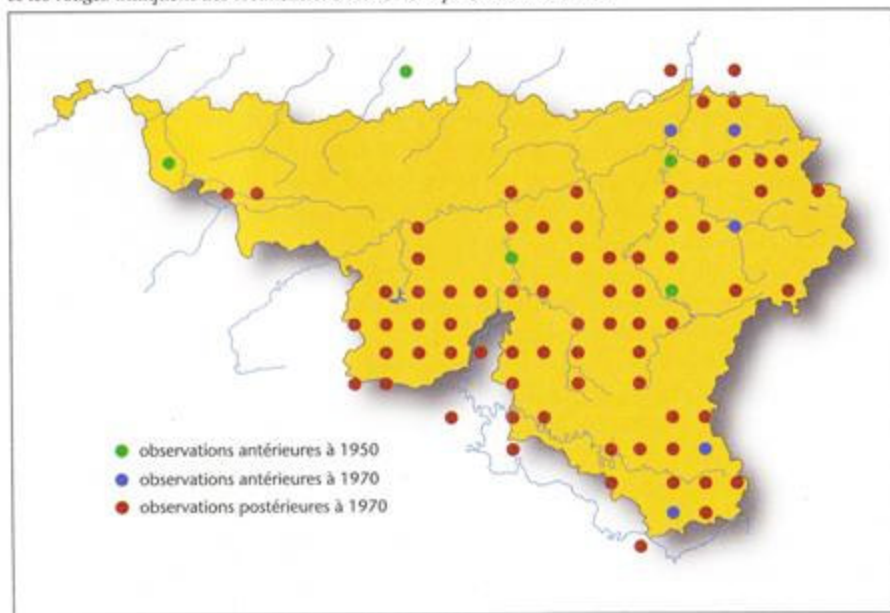 observations antérieures à 1950
observations antérieures à 1970
observations postérieures à 1970